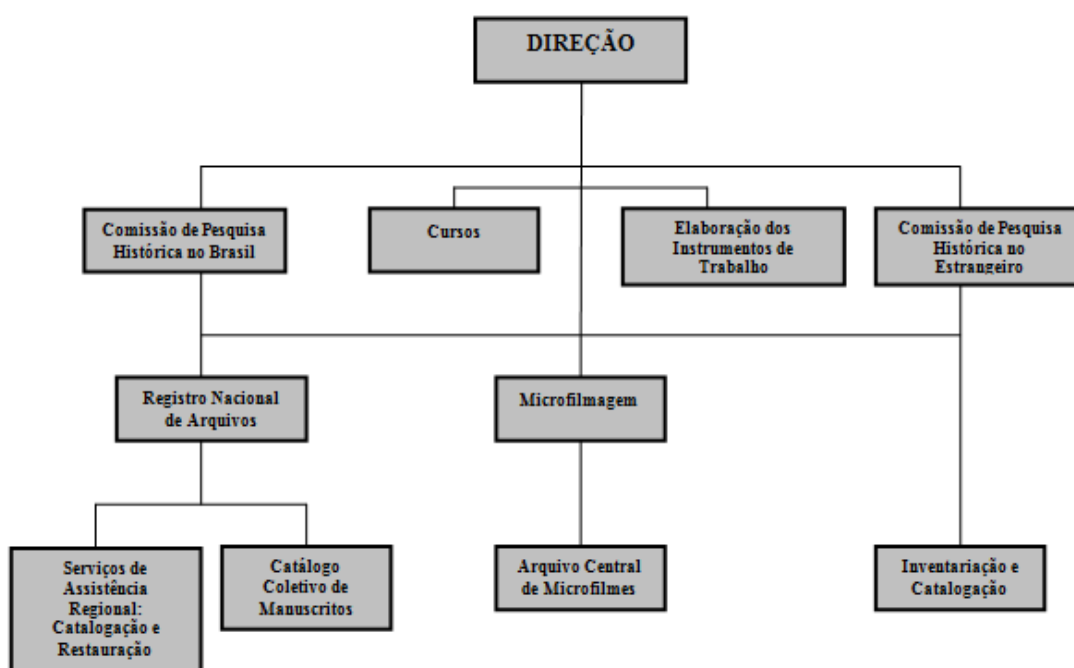 DIREÇÃO
Comissão de Pesquisa
Histórica no Brasil
Cursos
Elaboração dos
Instrumentos de
Trabalho
Comissão de Pesquisa
Histórica no
Estrangeiro
Registro Nacional
de Arquivos
Microfilmagem
Serviços de
Assistência
Regional:
Catalogação e
Restauração
Catálogo
Coletivo de
Manuscritos
Arquivo Central
de Microfilmes
Inventariação e
Catalogação